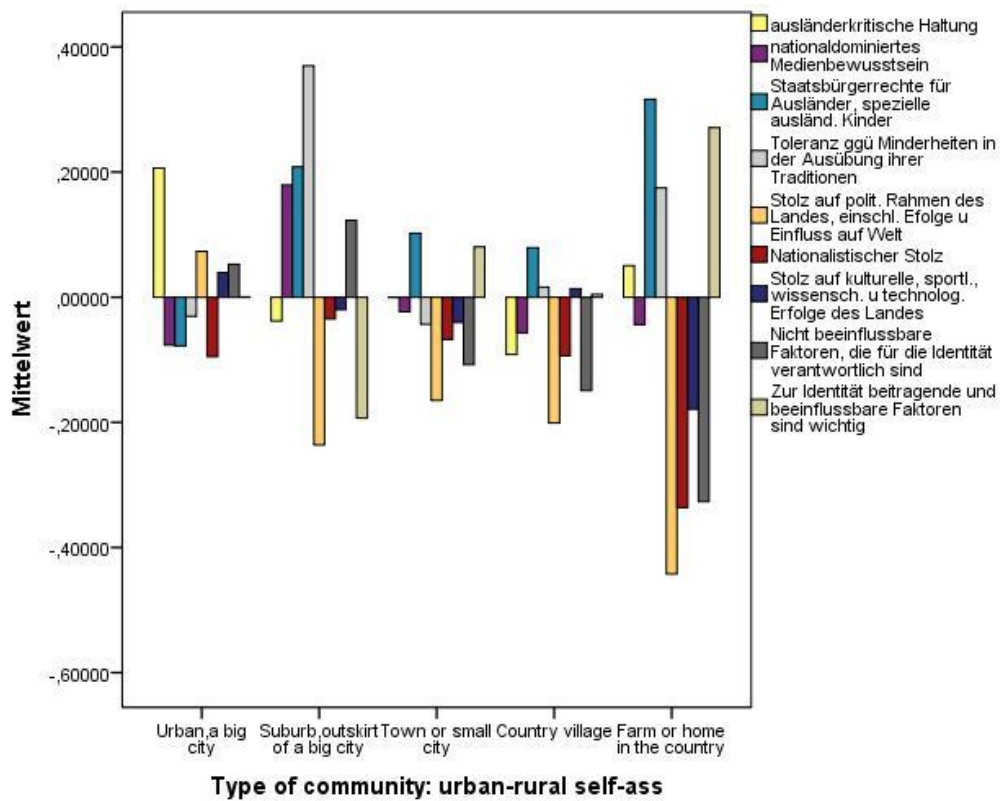 ,40000
,20000
,00000
-,20000
-,40000
-,60000
Mittelwert
Urban,a big
city
Suburb,outskirt
of a big city
Town or small
city
Country village
Farm or home
in the country
Type of community: urban-rural self-ass
ausländerkritische Haltung
nationaldominiertes
Medienbewusstsein
Staatsbürgerrechte für
Ausländer, spezielle
ausländ. Kinder
Toleranz ggü Minderheiten in
der Ausübung ihrer
Traditionen
Stolz auf polit. Rahmen des
Landes, einschl. Efolge u
Einfluss auf Welt
Nationalistischer Stolz
Stolz auf kulturelle, sportl.,
wissensch. u technolog.
Erfolge des Landes
Nicht beeinflussbare
Faktoren, die für die Identität
verantwortlich sind
Zur Identität beitragende und
beeinflussbare Faktoren
sind wichtig